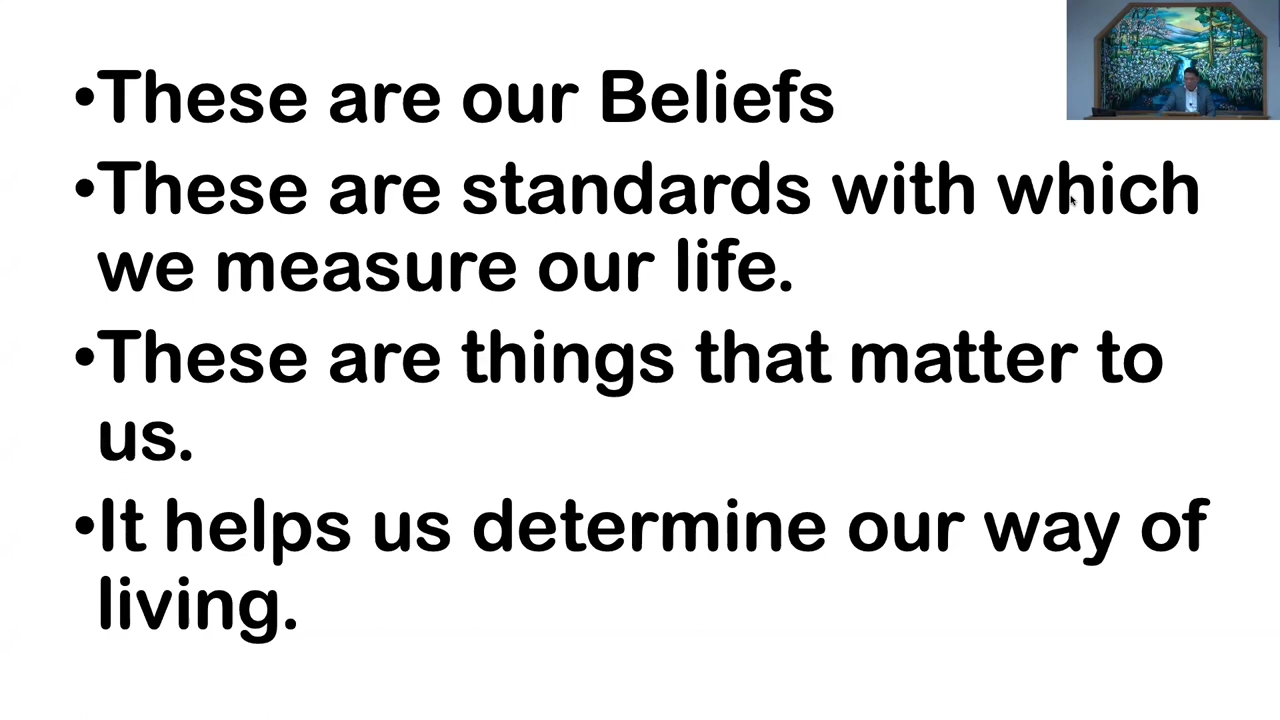 •These are our Beliefs
•These are standards with which
we measure our life.
•These are things that matter to
us.
•It helps us determine our way of
living.